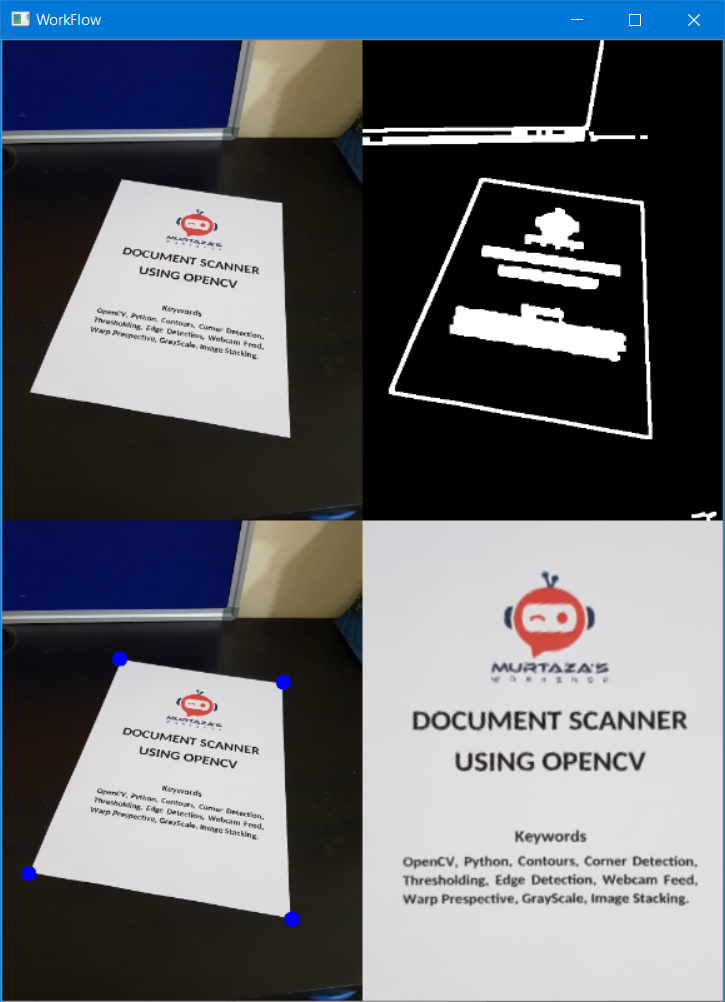 WorkFlow
MURTAZA'S
WORKSHOP
DOCUMENT SCANNER
USING OPENCV
Keywords
OpenCV, Python, Contours, Corner Detection,
Thresholding, Edge Detection, Webcam Feed,
Warp Prespective, GrayScale, Image Stacking.
MURTAZA'S
WORKSHOP
DOCUMENT SCANNER
USING OPENCV
Keywords
OpenCV, Python, Contours, Corner Detection,
Thresholding, Edge Detection, Webcam Feed,
Warp Prespective, GrayScale, Image Stacking.
MURTAZA'S
WORKSHOP
DOCUMENT SCANNER
USING OPENCV
Keywords
OpenCV, Python, Contours, Corner Detection,
Thresholding, Edge Detection, Webcam Feed,
Warp Prespective, GrayScale, Image Stacking.